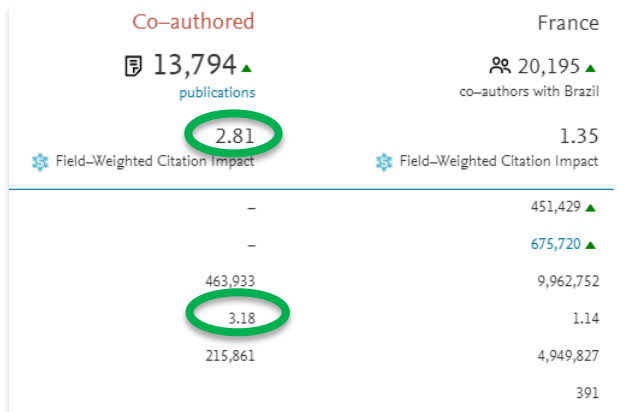 Co–authored France
13,794 20,195
publications co–authors with Brazil
2.81 1.35
Field–Weighted Citation Impact Field–Weighted Citation Impact
– 451,429
– 675,720
463,933 9,962,752
3.18 1.14
215,861 4,949,827
391